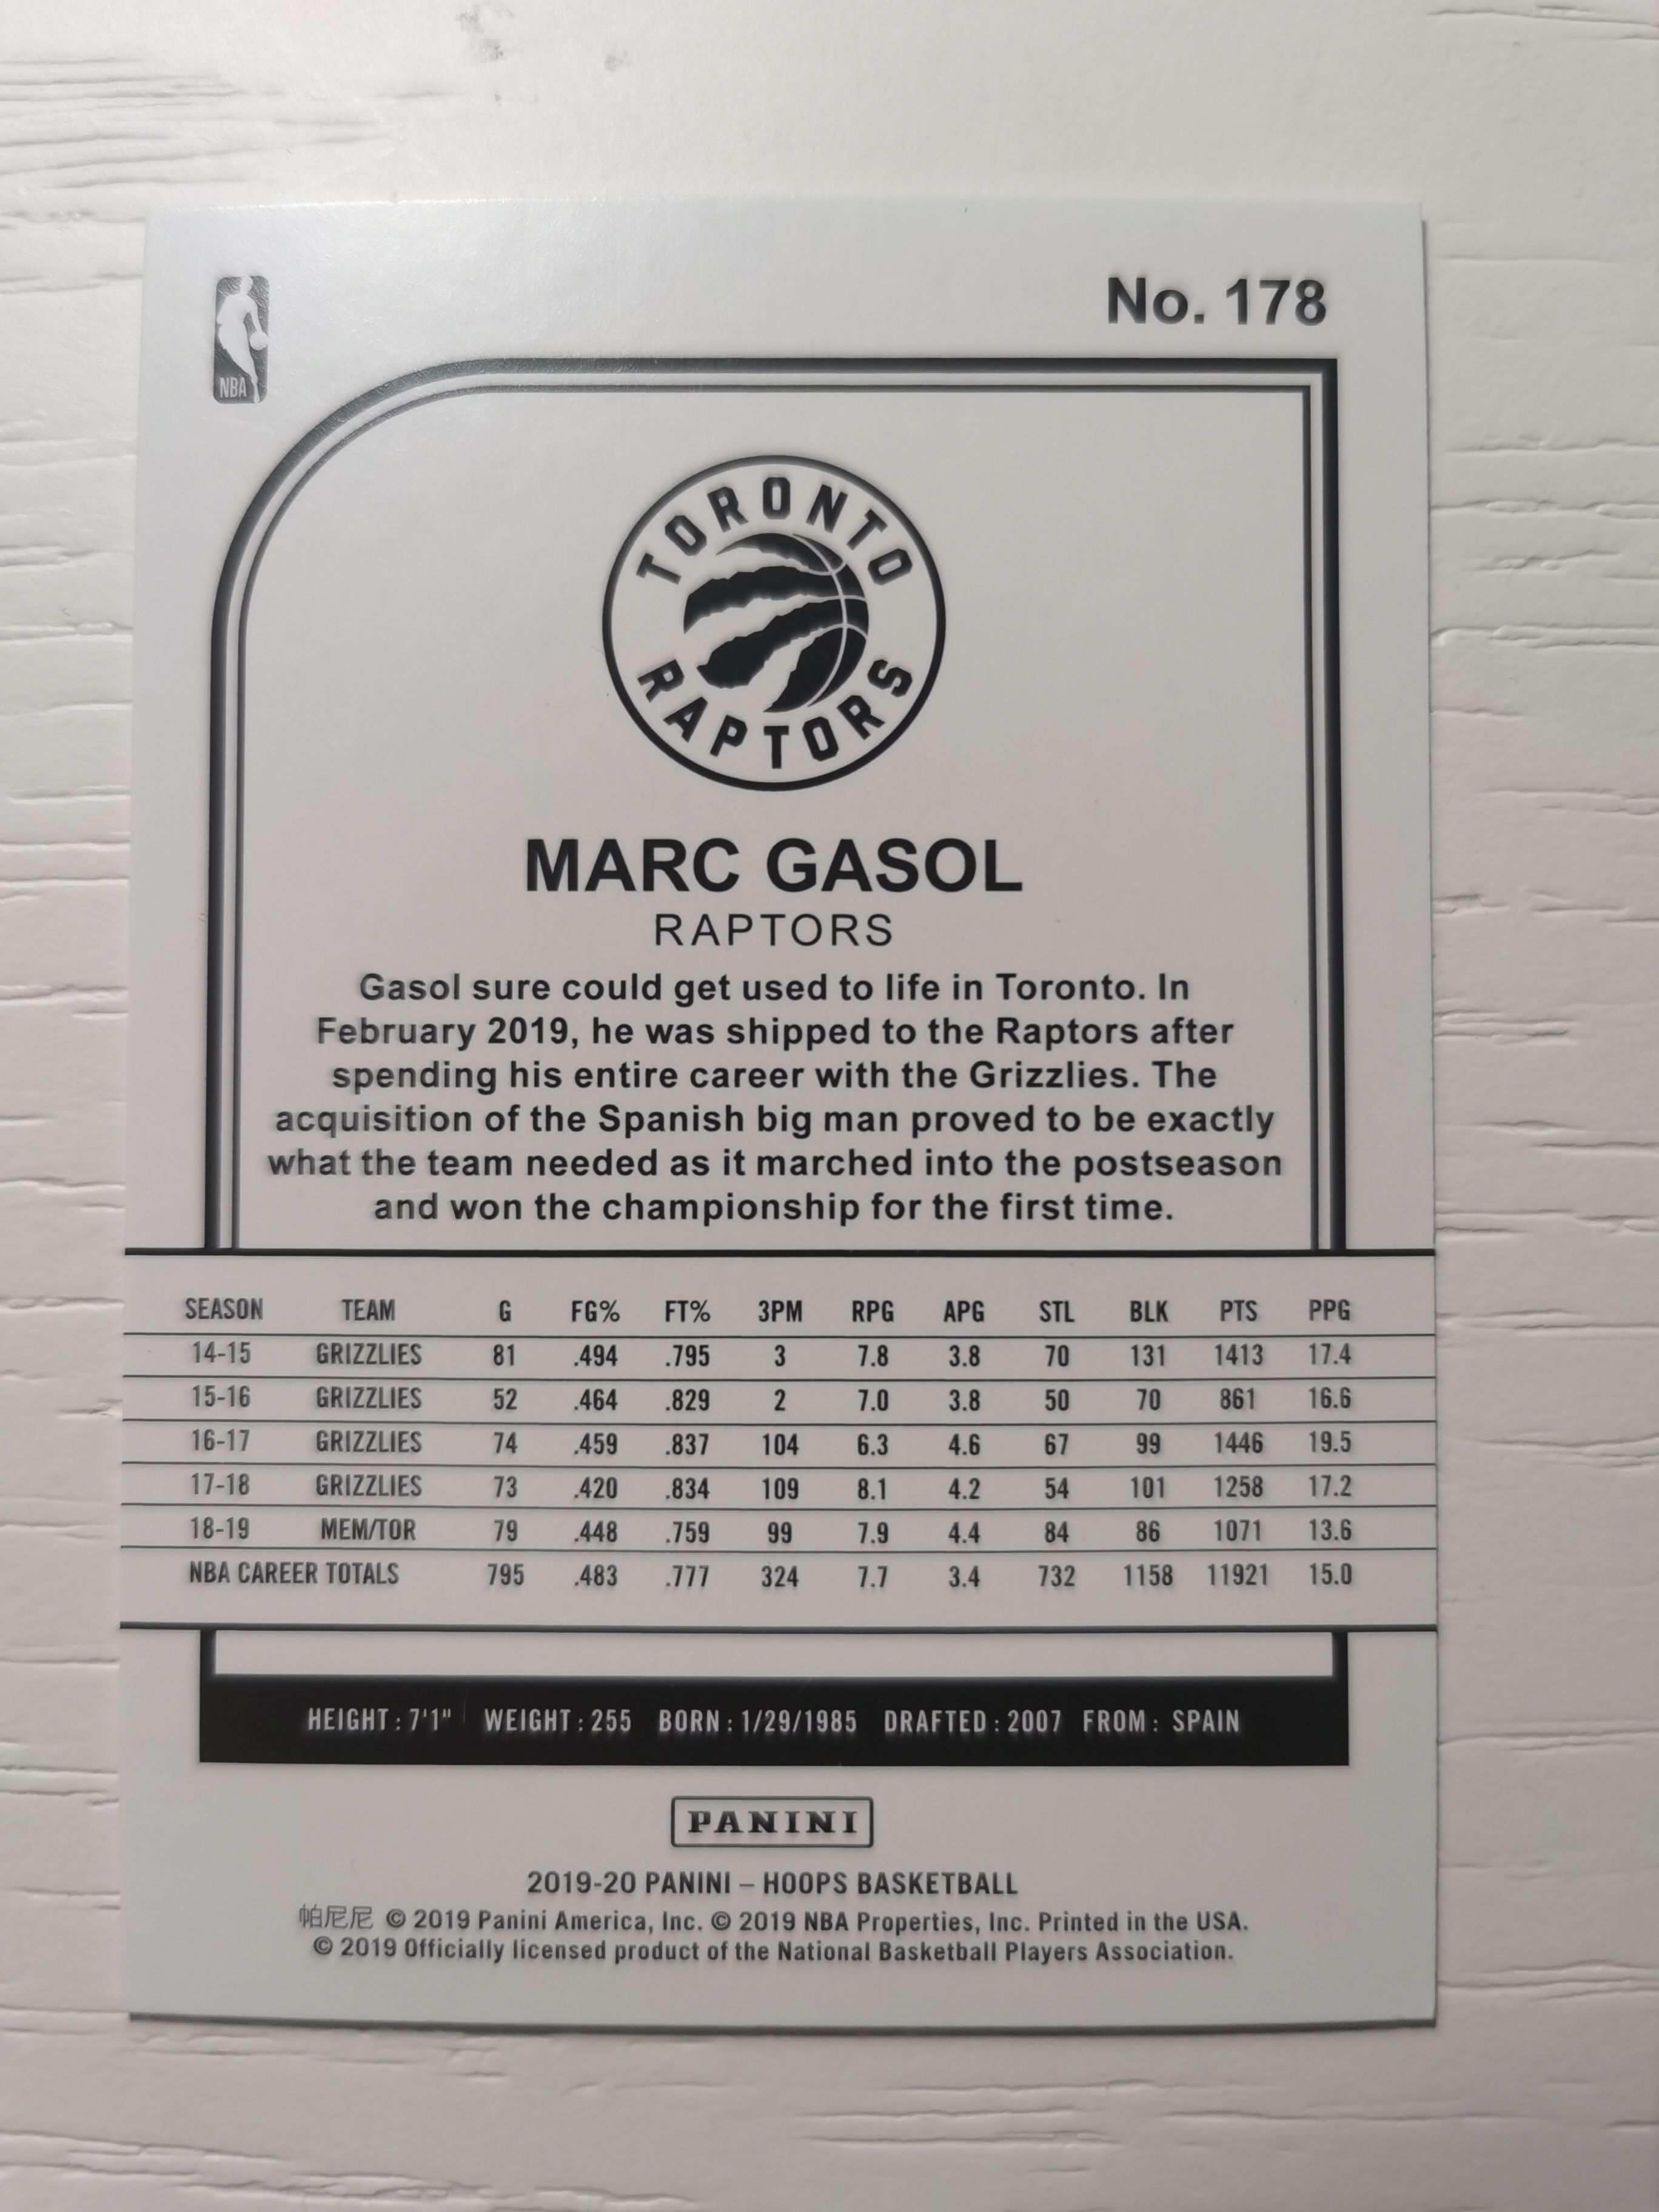 NBA
No. 178
TORONTO
RAPTORS
MARC GASOL
RAPTORS
Gasol sure could get used to life in Toronto. In
February 2019, he was shipped to the Raptors after
spending his entire career with the Grizzlies. The
acquisition of the Spanish big man proved to be exactly
what the team needed as it marched into the postseason
and won the championship for the first time.
SEASON TEAM G FG% FT% 3PM RPG APG STL BLK PTS PPG
14-15 GRIZZLIES 81 .494 .795 3 7.8 3.8 70 131 1413 17.4
15-16 GRIZZLIES 52 .464 .829 2 7.0 3.8 50 70 861 16.6
16-17 GRIZZLIES 74 .459 .837 104 6.3 4.6 67 99 1446 19.5
17-18 GRIZZLIES 73 .420 .834 109 8.1 4.2 54 101 1258 17.2
18-19 MEM/TOR 79 .448 .759 99 7.9 4.4 84 86 1071 13.6
NBA CAREER TOTALS 795 .483 .777 324 7.7 3.4 732 1158 11921 15.0
HEIGHT : 7'1" WEIGHT : 255 BORN : 1/29/1985 DRAFTED : 2007 FROM : SPAIN
PANINI
2019-20 PANINI – HOOPS BASKETBALL
帕尼尼 © 2019 Panini America, Inc. © 2019 NBA Properties, Inc. Printed in the USA.
© 2019 Officially licensed product of the National Basketball Players Association.